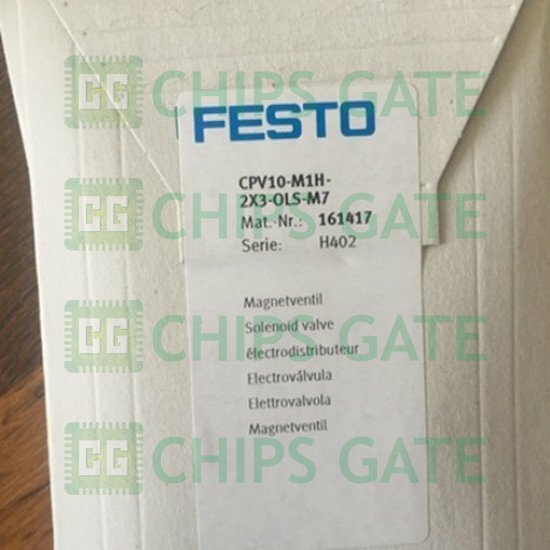 CHIPS GATE
FESTO
CPV10-M1H-
2X3-OLS-M7
Mat.-Nr.: 161417
Serie: H402
CHIPS GATE
Magnetventil
Solenoid valve
électrodistributeur
Electroválvula
Elettrovalvola
Magnetventil
CHIPS GATE
CHIPS GATE